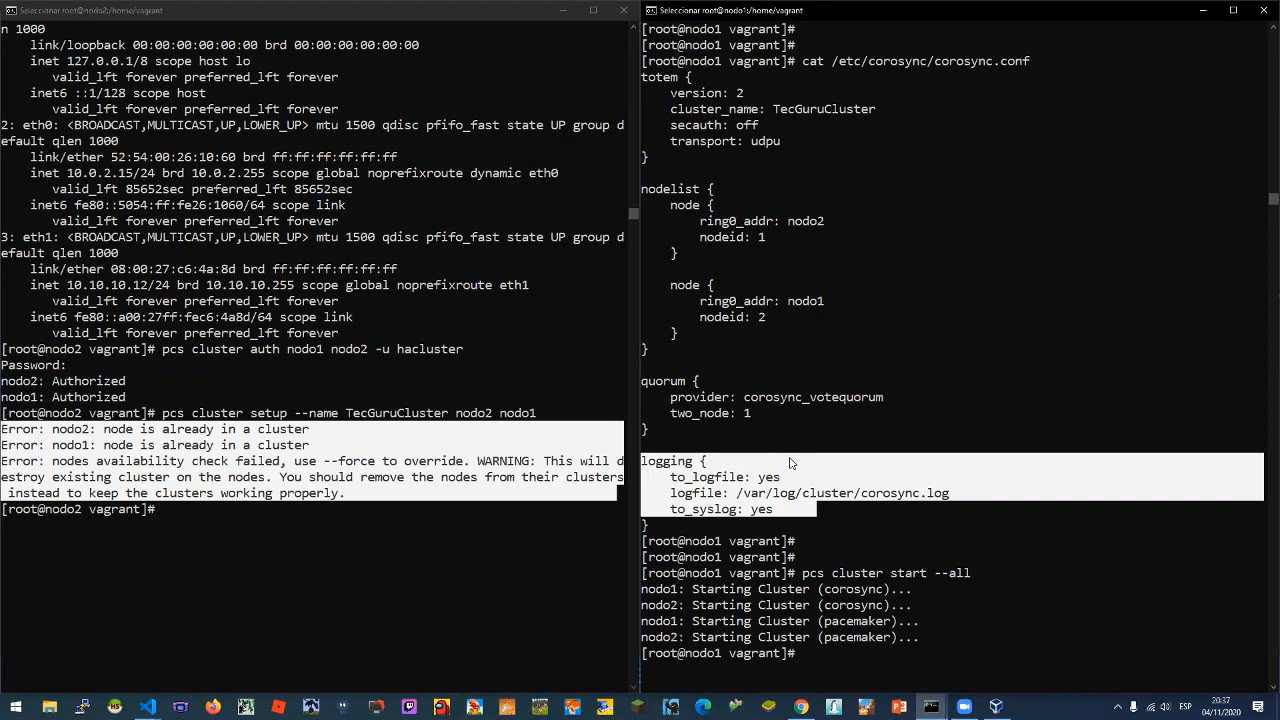 Seleccionar root@nodo2:/home/vagrant
n 1000
link/loopback 00:00:00:00:00:00 brd 00:00:00:00:00:00
inet 127.0.0.1/8 scope host lo
valid_lft forever preferred_lft forever
inet6 ::1/128 scope host
valid_lft forever preferred_lft forever
2: eth0: <BROADCAST,MULTICAST,UP,LOWER_UP> mtu 1500 qdisc pfifo_fast state UP group d
efault qlen 1000
link/ether 52:54:00:26:10:60 brd ff:ff:ff:ff:ff:ff
inet 10.0.2.15/24 brd 10.0.2.255 scope global noprefixroute dynamic eth0
valid_lft 85652sec preferred_lft 85652sec
inet6 fe80::5054:ff:fe26:1060/64 scope link
valid_lft forever preferred_lft forever
3: eth1: <BROADCAST,MULTICAST,UP,LOWER_UP> mtu 1500 qdisc pfifo_fast state UP group d
efault qlen 1000
link/ether 08:00:27:c6:4a:8d brd ff:ff:ff:ff:ff:ff
inet 10.10.10.12/24 brd 10.10.10.255 scope global noprefixroute eth1
valid_lft forever preferred_lft forever
inet6 fe80::a00:27ff:fec6:4a8d/64 scope link
valid_lft forever preferred_lft forever
[root@nodo2 vagrant]# pcs cluster auth nodo1 nodo2 -u hacluster
Password:
nodo2: Authorized
nodo1: Authorized
[root@nodo2 vagrant]# pcs cluster setup --name TecGuruCluster nodo2 nodo1
Error: nodo2: node is already in a cluster
Error: nodo1: node is already in a cluster
Error: nodes availability check failed, use --force to override. WARNING: This will d
estroy existing cluster on the nodes. You should remove the nodes from their clusters
instead to keep the clusters working properly.
[root@nodo2 vagrant]#
Seleccionar root@nodo1:/home/vagrant
[root@nodo1 vagrant]#
[root@nodo1 vagrant]#
[root@nodo1 vagrant]# cat /etc/corosync/corosync.conf
totem {
version: 2
cluster_name: TecGuruCluster
secauth: off
transport: udpu
}
nodelist {
node {
ring0_addr: nodo2
nodeid: 1
}
node {
ring0_addr: nodo1
nodeid: 2
}
}
quorum {
provider: corosync_votequorum
two_node: 1
}
logging {
to_logfile: yes
logfile: /var/log/cluster/corosync.log
to_syslog: yes
}
[root@nodo1 vagrant]#
[root@nodo1 vagrant]#
[root@nodo1 vagrant]# pcs cluster start --all
nodo1: Starting Cluster (corosync)...
nodo2: Starting Cluster (corosync)...
nodo1: Starting Cluster (pacemaker)...
nodo2: Starting Cluster (pacemaker)...
[root@nodo1 vagrant]#
ESP
20:37
04/11/2020